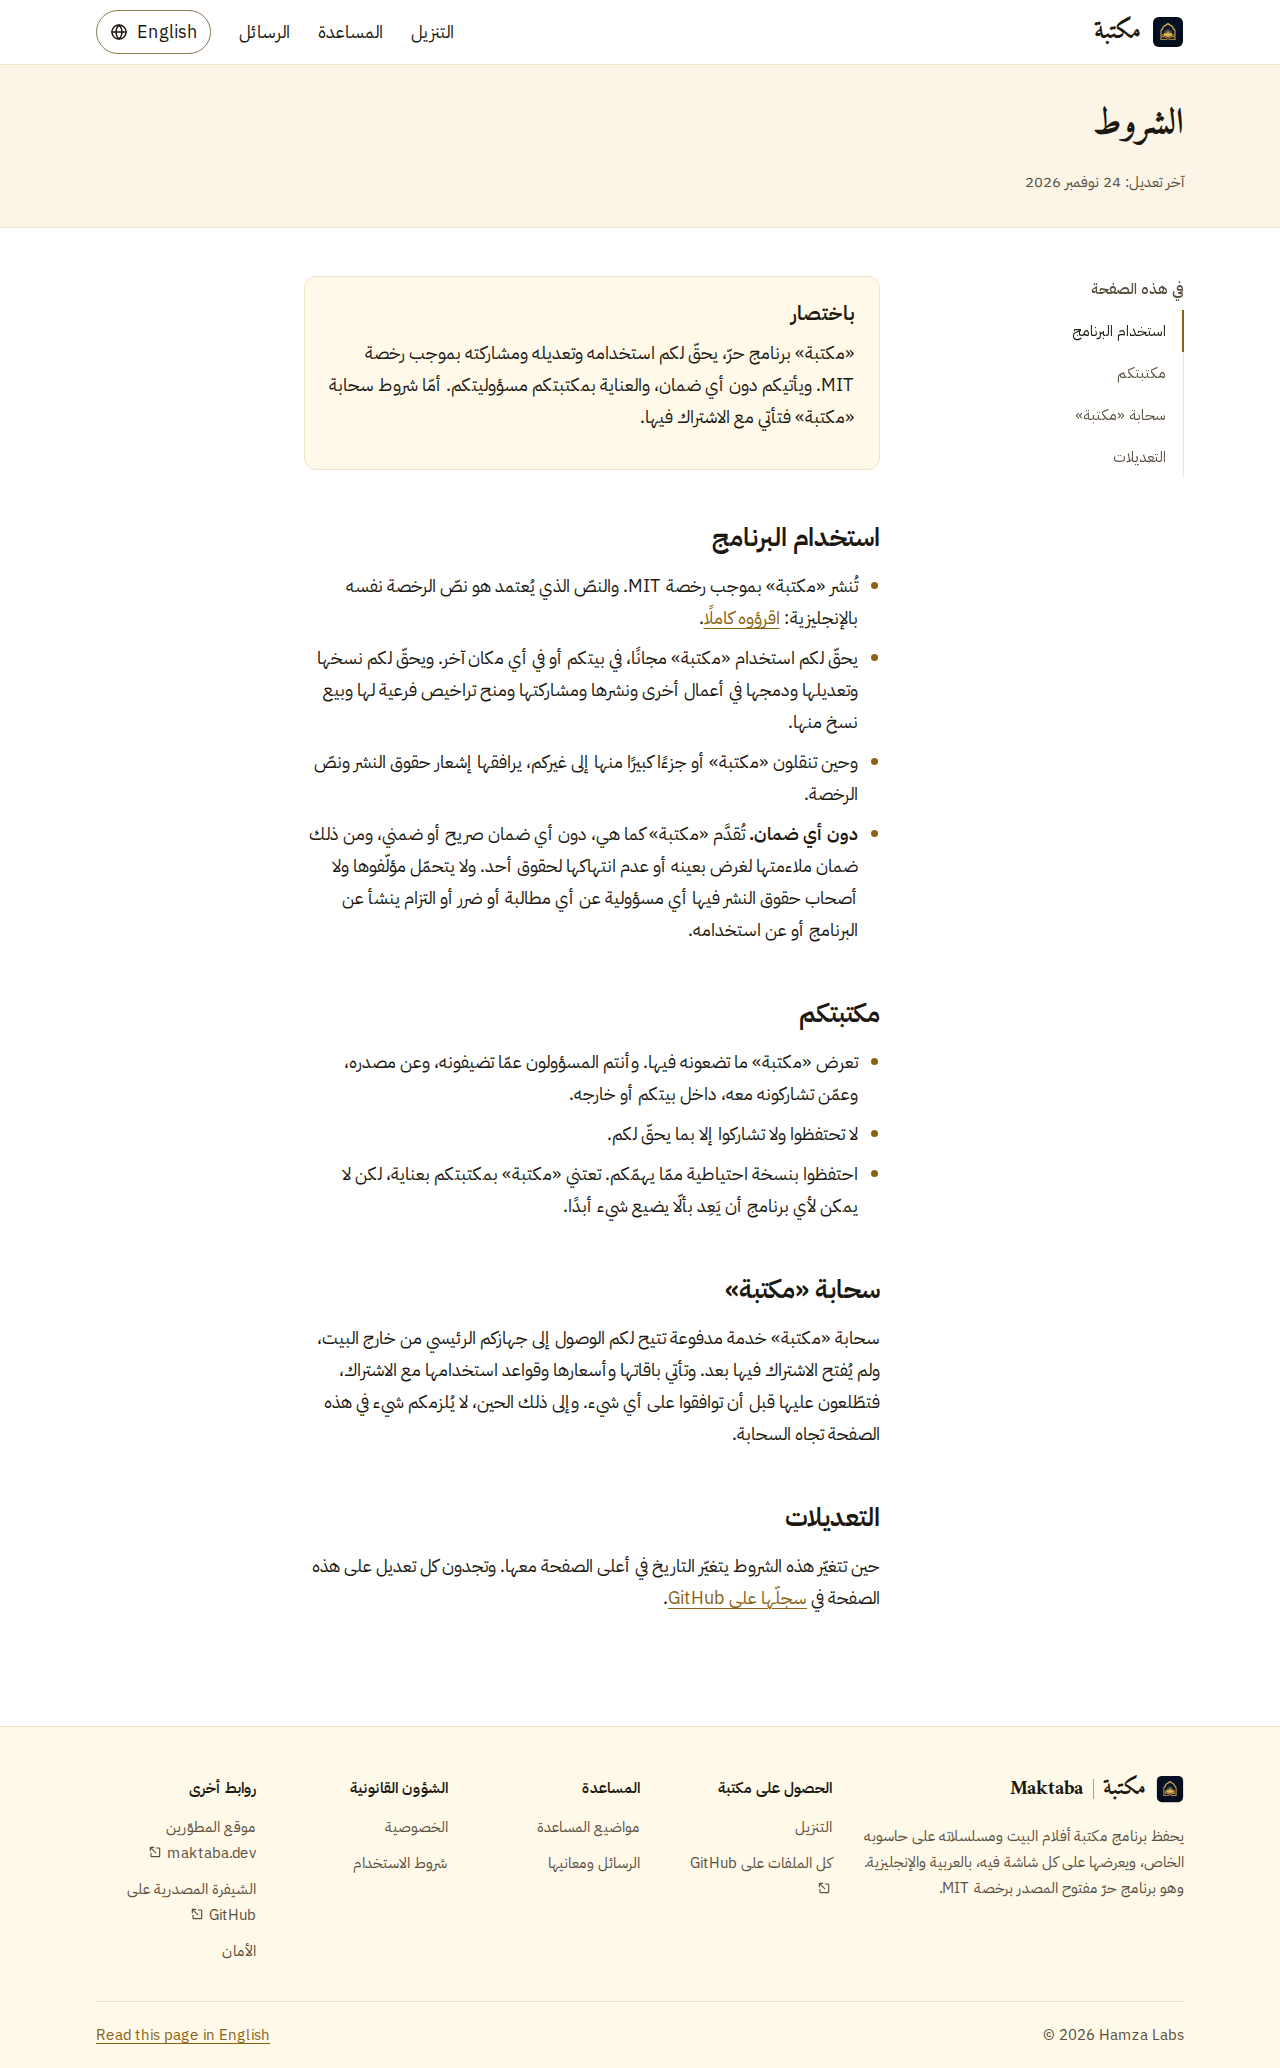 مكتبة
التنزيل
المساعدة
الرسائل
English
الشروط
آخر تعديل: 24 نوفمبر 2026
في هذه الصفحة
استخدام البرنامج
مكتبتكم
سحابة «مكتبة»
التعديلات
باختصار
«مكتبة» برنامج حرّ، يحقّ لكم استخدامه وتعديله ومشاركته بموجب رخصة
MIT. ويأتيكم دون أي ضمان، والعناية بمكتبتكم مسؤوليتكم. أمّا شروط سحابة
«مكتبة» فتأتي مع الاشتراك فيها.
استخدام البرنامج
تُنشر «مكتبة» بموجب رخصة MIT. والنصّ الذي يُعتمد هو نصّ الرخصة نفسه
بالإنجليزية: اقرؤوه كاملًا.
يحقّ لكم استخدام «مكتبة» مجانًا، في بيتكم أو في أي مكان آخر. ويحقّ لكم نسخها
وتعديلها ودمجها في أعمال أخرى ونشرها ومشاركتها ومنح تراخيص فرعية لها وبيع
نسخ منها.
وحين تنقلون «مكتبة» أو جزءًا كبيرًا منها إلى غيركم، يرافقها إشعار حقوق النشر ونصّ
الرخصة.
دون أي ضمان. تُقدَّم «مكتبة» كما هي، دون أي ضمان صريح أو ضمني، ومن ذلك
ضمان ملاءمتها لغرض بعينه أو عدم انتهاكها لحقوق أحد. ولا يتحمّل مؤلّفوها ولا
أصحاب حقوق النشر فيها أي مسؤولية عن أي مطالبة أو ضرر أو التزام ينشأ عن
البرنامج أو عن استخدامه.
مكتبتكم
تعرض «مكتبة» ما تضعونه فيها. وأنتم المسؤولون عمّا تضيفونه، وعن مصدره،
وعمّن تشاركونه معه، داخل بيتكم أو خارجه.
لا تحتفظوا ولا تشاركوا إلا بما يحقّ لكم.
احتفظوا بنسخة احتياطية ممّا يهمّكم. تعتني «مكتبة» بمكتبتكم بعناية، لكن لا
يمكن لأي برنامج أن يَعِد بألّا يضيع شيء أبدًا.
سحابة «مكتبة»
سحابة «مكتبة» خدمة مدفوعة تتيح لكم الوصول إلى جهازكم الرئيسي من خارج البيت،
ولم يُفتح الاشتراك فيها بعد. وتأتي باقاتها وأسعارها وقواعد استخدامها مع الاشتراك،
فتطّلعون عليها قبل أن توافقوا على أي شيء. وإلى ذلك الحين، لا يُلزمكم شيء في هذه
الصفحة تجاه السحابة.
التعديلات
حين تتغيّر هذه الشروط يتغيّر التاريخ في أعلى الصفحة معها. وتجدون كل تعديل على هذه
الصفحة في سجلّها على GitHub.
مكتبة | Maktaba
يحفظ برنامج مكتبة أفلام البيت ومسلسلاته على حاسوبه
الخاص، ويعرضها على كل شاشة فيه، بالعربية والإنجليزية.
وهو برنامج حرّ مفتوح المصدر برخصة MIT.
الحصول على مكتبة
التنزيل
كل الملفات على GitHub
المساعدة
مواضيع المساعدة
الرسائل ومعانيها
الشؤون القانونية
الخصوصية
شروط الاستخدام
روابط أخرى
موقع المطوّرين
maktaba.dev
الشيفرة المصدرية على
GitHub
الأمان
© 2026 Hamza Labs
Read this page in English